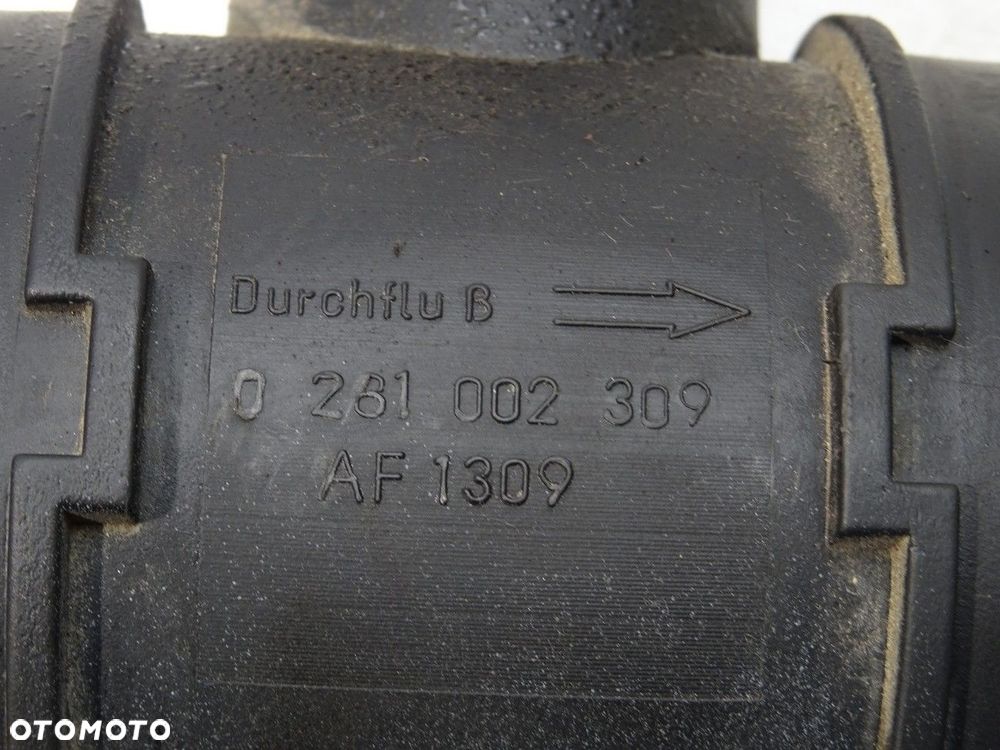 Durchfluß
0 281 002 309
AF 1309
OTOMOTO